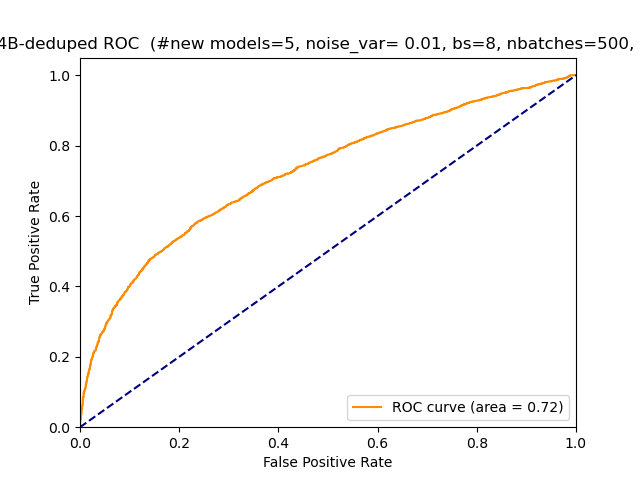 4B-deduped ROC (#new models=5, noise_var= 0.01, bs=8, nbatches=500,
1.0
0.8
0.6
0.4
0.2
0.0
True Positive Rate
ROC curve (area = 0.72)
0.0 0.2 0.4 0.6 0.8 1.0
False Positive Rate